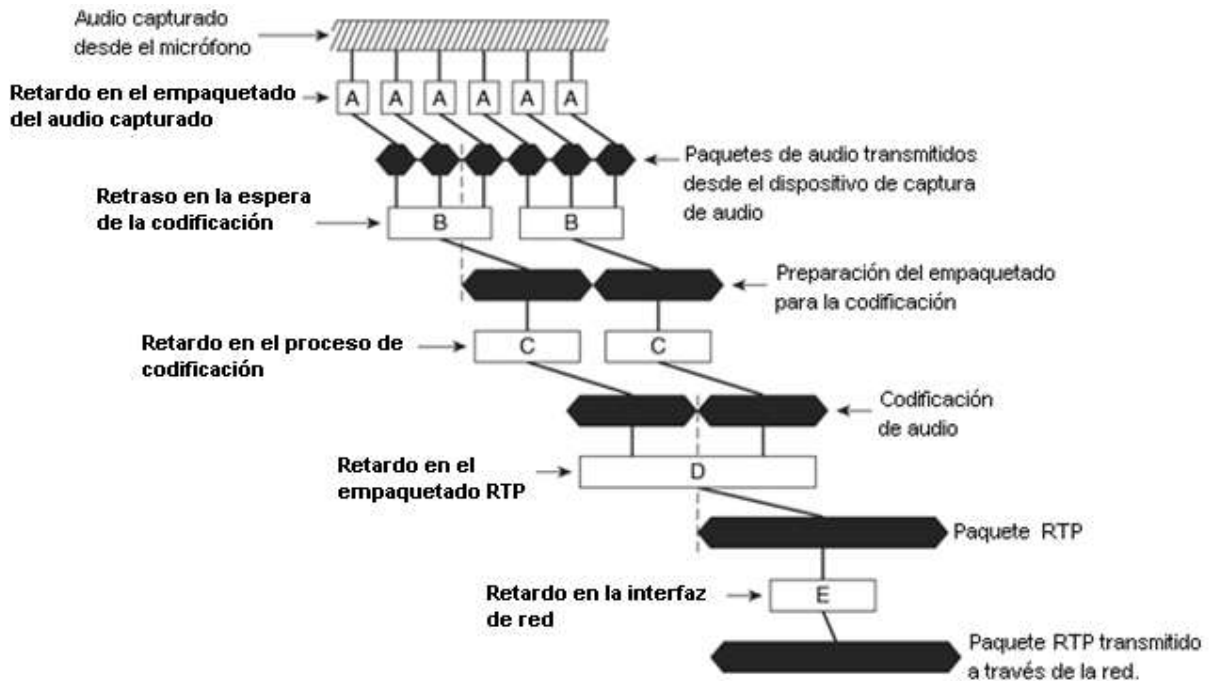 Audio capturado
desde el micrófono
Retardo en el empaquetado
del audio capturado
A A A A A A
Paquetes de audio transmitidos
desde el dispositivo de captura
de audio
Retraso en la espera
de la codificación
B B
Preparación del empaquetado
para la codificación
Retardo en el proceso de
codificación
C C
Codificación
de audio
Retardo en el
empaquetado RTP
D
Paquete RTP
Retardo en la interfaz
de red
E
Paquete RTP transmitido
a través de la red.